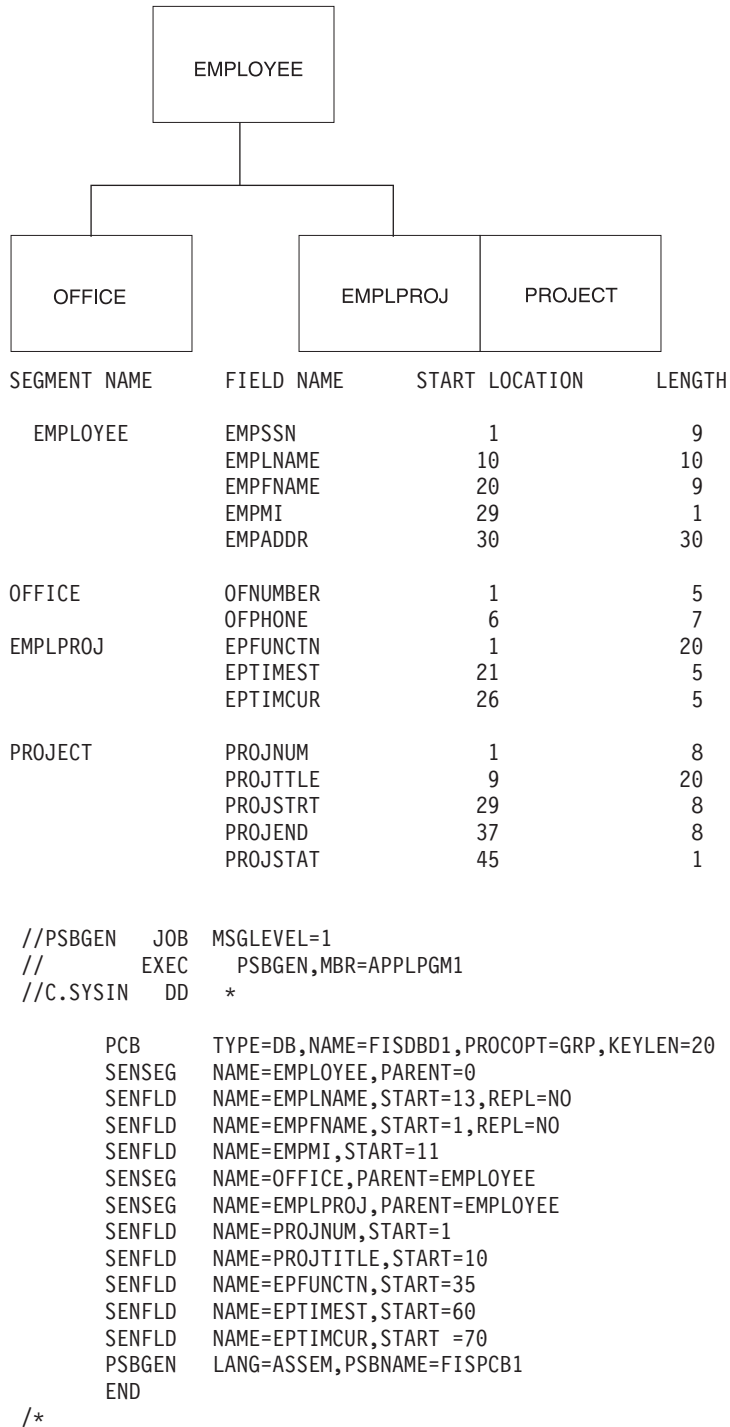 EMPLOYEE
OFFICE EMPLPROJ PROJECT
SEGMENT NAME FIELD NAME START LOCATION LENGTH
EMPLOYEE EMPSSN 1 9
EMPLNAME 10 10
EMPFNAME 20 9
EMPMI 29 1
EMPADDR 30 30
OFFICE OFNUMBER 1 5
OFPHONE 6 7
EMPLPROJ EPFUNCTN 1 20
EPTIMEST 21 5
EPTIMCUR 26 5
PROJECT PROJNUM 1 8
PROJTTLE 9 20
PROJSTRT 29 8
PROJEND 37 8
PROJSTAT 45 1
//PSBGEN JOB MSGLEVEL=1
// EXEC PSBGEN,MBR=APPLPGM1
//C.SYSIN DD *
PCB TYPE=DB,NAME=FISDBD1,PROCOPT=GRP,KEYLEN=20
SENSEG NAME=EMPLOYEE,PARENT=0
SENFLD NAME=EMPLNAME,START=13,REPL=NO
SENFLD NAME=EMPFNAME,START=1,REPL=NO
SENFLD NAME=EMPMI,START=11
SENSEG NAME=OFFICE,PARENT=EMPLOYEE
SENSEG NAME=EMPLPROJ,PARENT=EMPLOYEE
SENFLD NAME=PROJNUM,START=1
SENFLD NAME=PROJTITLE,START=10
SENFLD NAME=EPFUNCTN,START=35
SENFLD NAME=EPTIMEST,START=60
SENFLD NAME=EPTIMCUR,START =70
PSBGEN LANG=ASSEM,PSBNAME=FISPCB1
END
/*